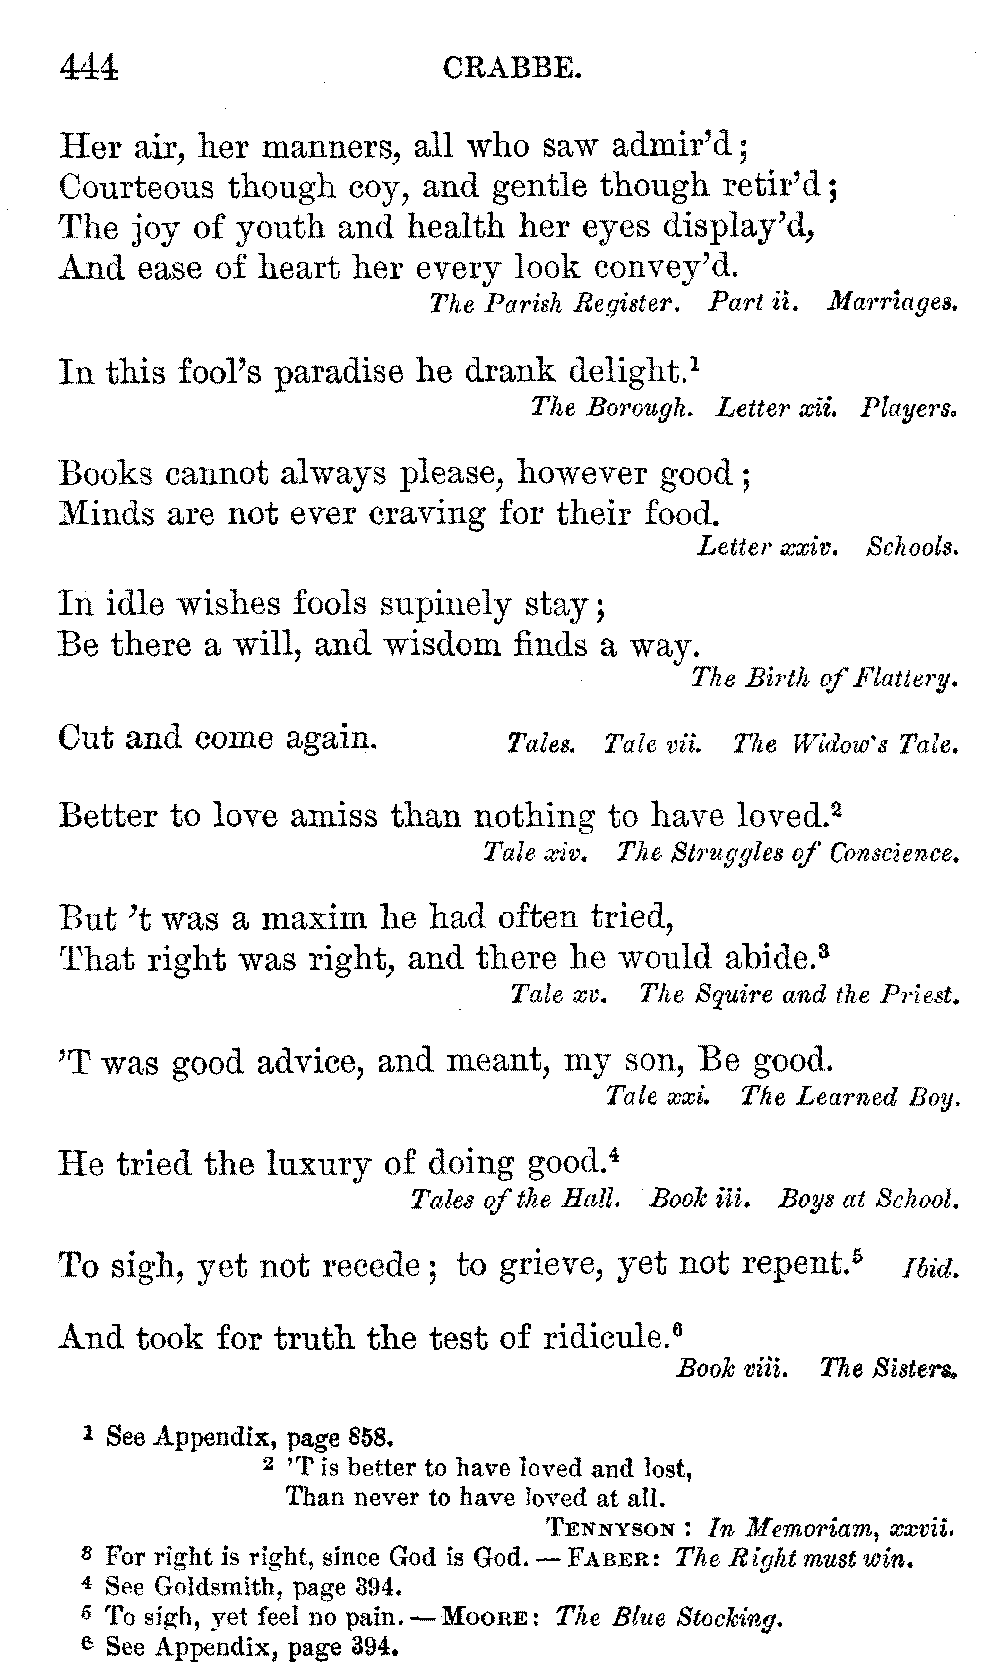 444 CRABBE.
Her air, her manners, all who saw admir'd;
Courteous though coy, and gentle though retir'd;
The joy of youth and health her eyes display'd,
And ease of heart her every look convey'd.
The Parish Register. Part ii. Marriages.
In this fool's paradise he drank delight.¹
The Borough. Letter xii. Players.
Books cannot always please, however good;
Minds are not ever craving for their food.
Letter xxiv. Schools.
In idle wishes fools supinely stay;
Be there a will, and wisdom finds a way.
The Birth of Flattery.
Cut and come again. Tales. Tale vii. The Widow's Tale.
Better to love amiss than nothing to have loved.²
Tale xiv. The Struggles of Conscience.
But 't was a maxim he had often tried,
That right was right, and there he would abide.³
Tale xv. The Squire and the Priest.
'T was good advice, and meant, my son, Be good.
Tale xxi. The Learned Boy.
He tried the luxury of doing good.⁴
Tales of the Hall. Book iii. Boys at School.
To sigh, yet not recede; to grieve, yet not repent.⁵ Ibid.
And took for truth the test of ridicule.⁶
Book viii. The Sisters.
¹ See Appendix, page 858.
² 'T is better to have loved and lost,
Than never to have loved at all.
TENNYSON: In Memoriam, xxvii.
³ For right is right, since God is God. — FABER: The Right must win.
⁴ See Goldsmith, page 394.
⁵ To sigh, yet feel no pain. — MOORE: The Blue Stocking.
⁶ See Appendix, page 394.